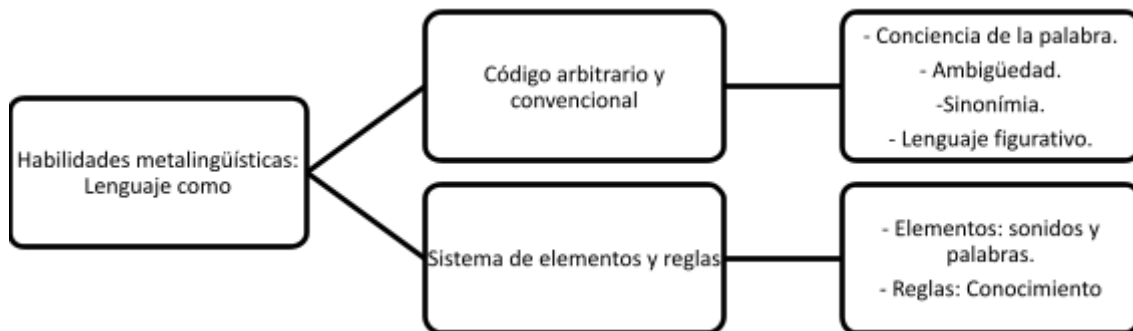 Habilidades metalingüísticas:
Lenguaje como
Código arbitrario y
convencional
- Conciencia de la palabra.
- Ambigüedad.
-Sinonímia.
- Lenguaje figurativo.
Sistema de elementos y reglas
- Elementos: sonidos y
palabras.
- Reglas: Conocimiento